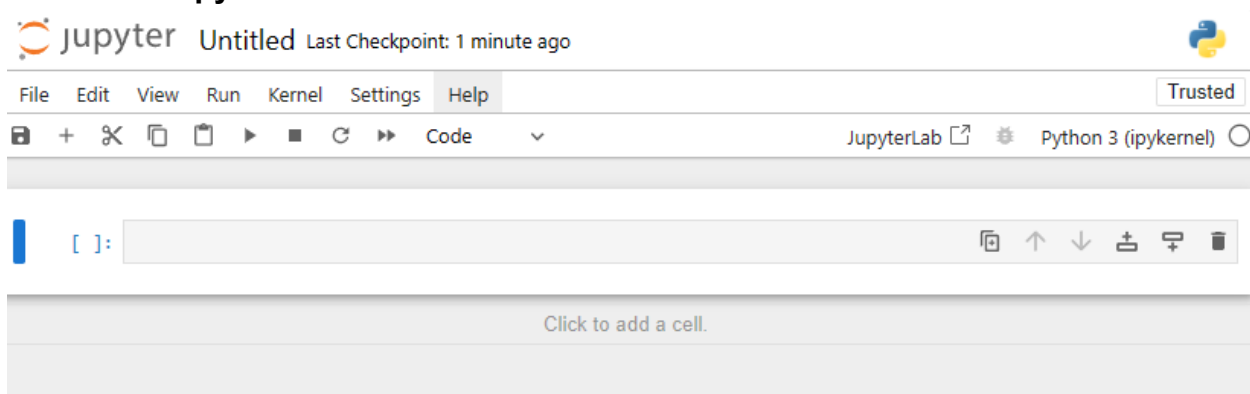 py
jupyter Untitled Last Checkpoint: 1 minute ago
File Edit View Run Kernel Settings Help Trusted
Code JupyterLab Python 3 (ipykernel)
[ ]:
Click to add a cell.